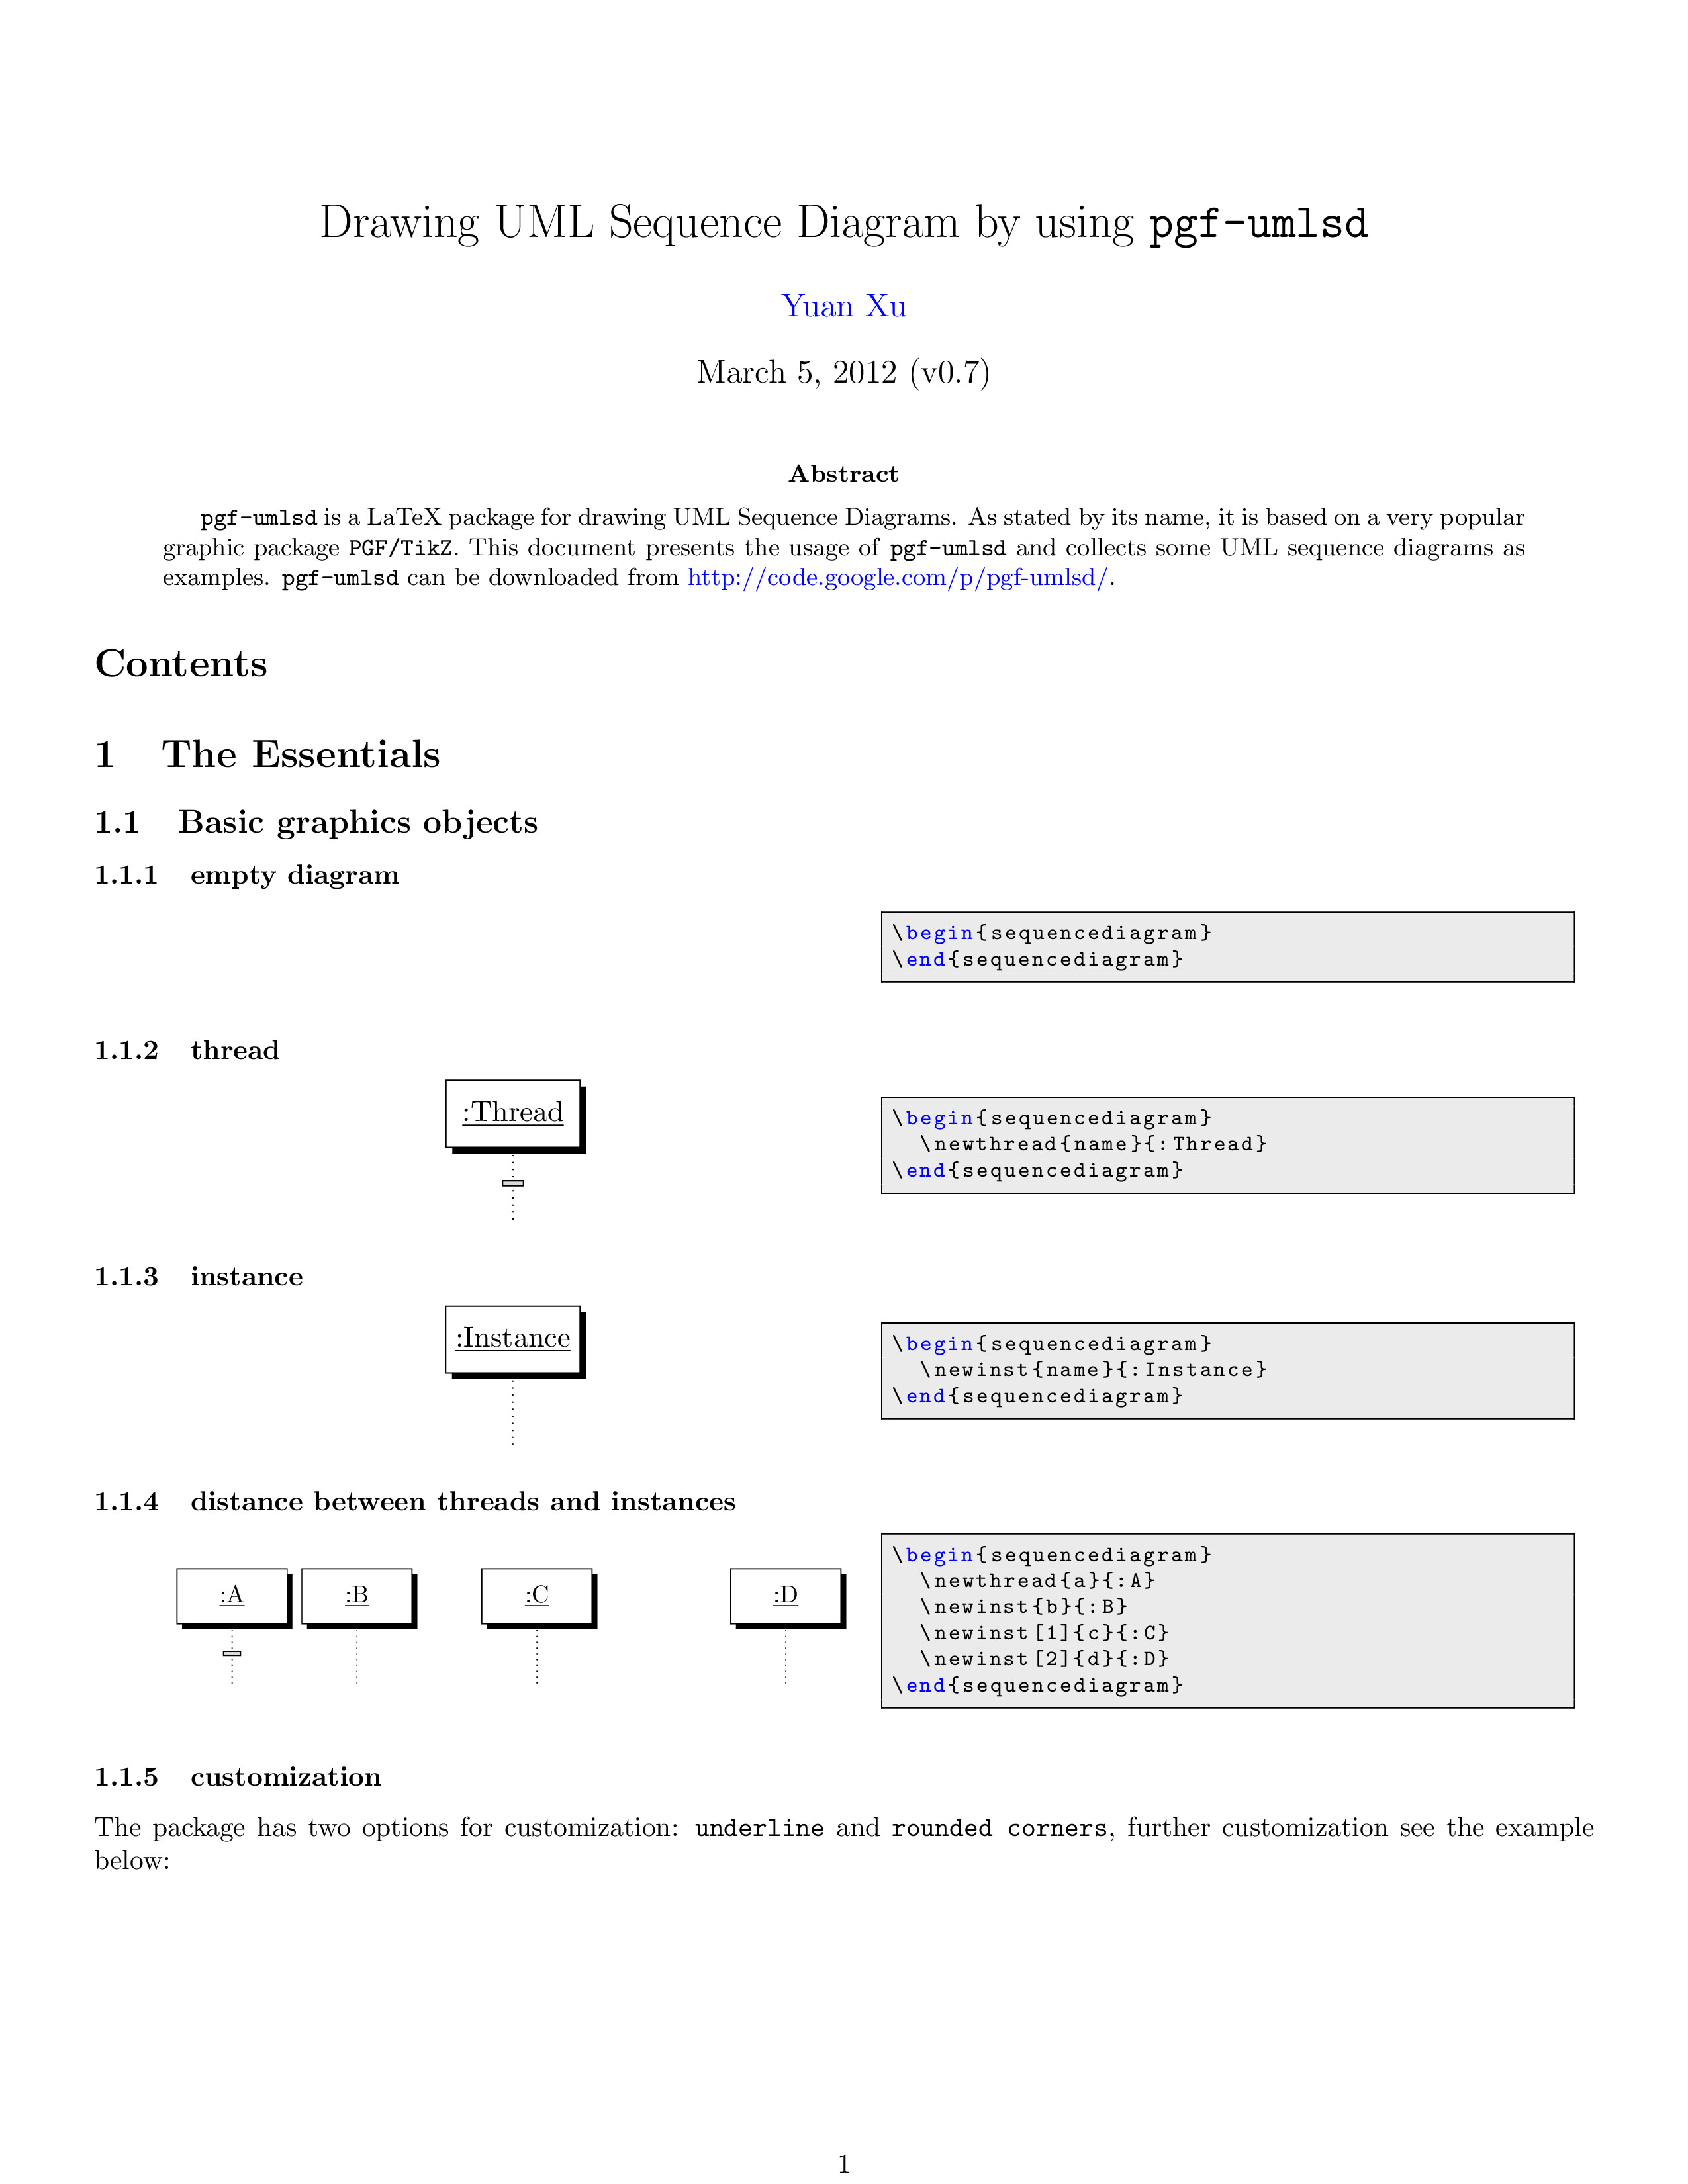 Drawing UML Sequence Diagram by using pgf-umlsd
Yuan Xu
March 5, 2012 (v0.7)
Abstract
pgf-umlsd is a LaTeX package for drawing UML Sequence Diagrams. As stated by its name, it is based on a very popular
graphic package PGF/TikZ. This document presents the usage of pgf-umlsd and collects some UML sequence diagrams as
examples. pgf-umlsd can be downloaded from http://code.google.com/p/pgf-umlsd/.
Contents
1 The Essentials
1.1 Basic graphics objects
1.1.1 empty diagram
\begin{sequencediagram}
\end{sequencediagram}
1.1.2 thread
:Thread
\begin{sequencediagram}
  \newthread{name}{:Thread}
\end{sequencediagram}
1.1.3 instance
:Instance
\begin{sequencediagram}
  \newinst{name}{:Instance}
\end{sequencediagram}
1.1.4 distance between threads and instances
:A :B :C :D
\begin{sequencediagram}
  \newthread{a}{:A}
  \newinst{b}{:B}
  \newinst[1]{c}{:C}
  \newinst[2]{d}{:D}
\end{sequencediagram}
1.1.5 customization
The package has two options for customization: underline and rounded corners, further customization see the example
below:
1